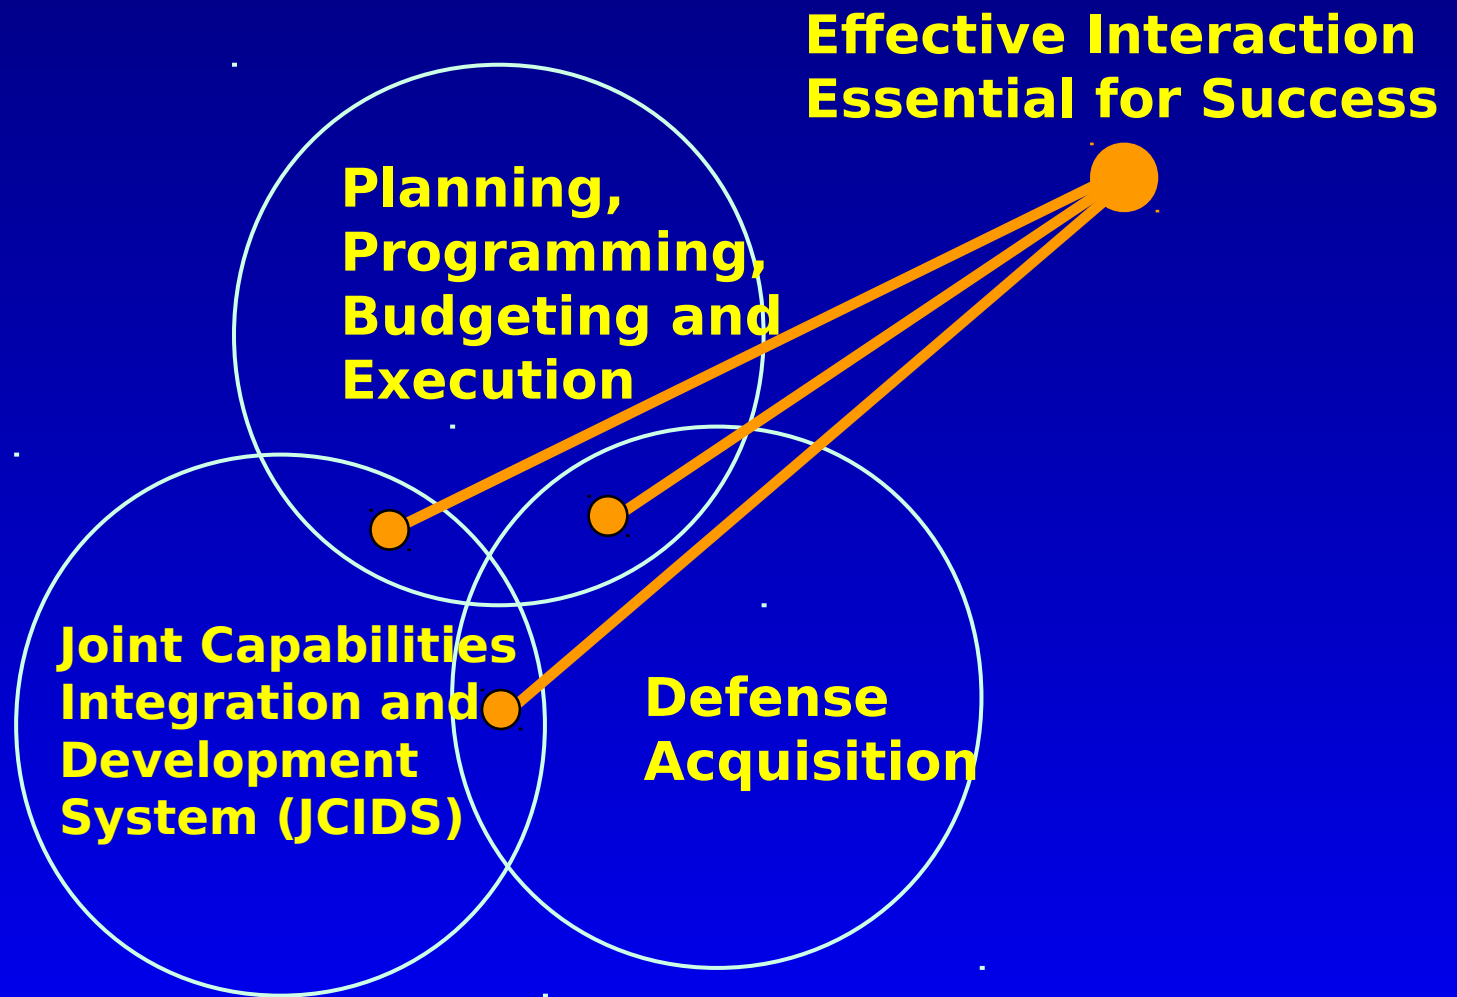 Effective Interaction
Essential for Success
Planning,
Programming,
Budgeting and
Execution
Joint Capabilities
Integration and
Development
System (JCIDS)
Defense
Acquisition